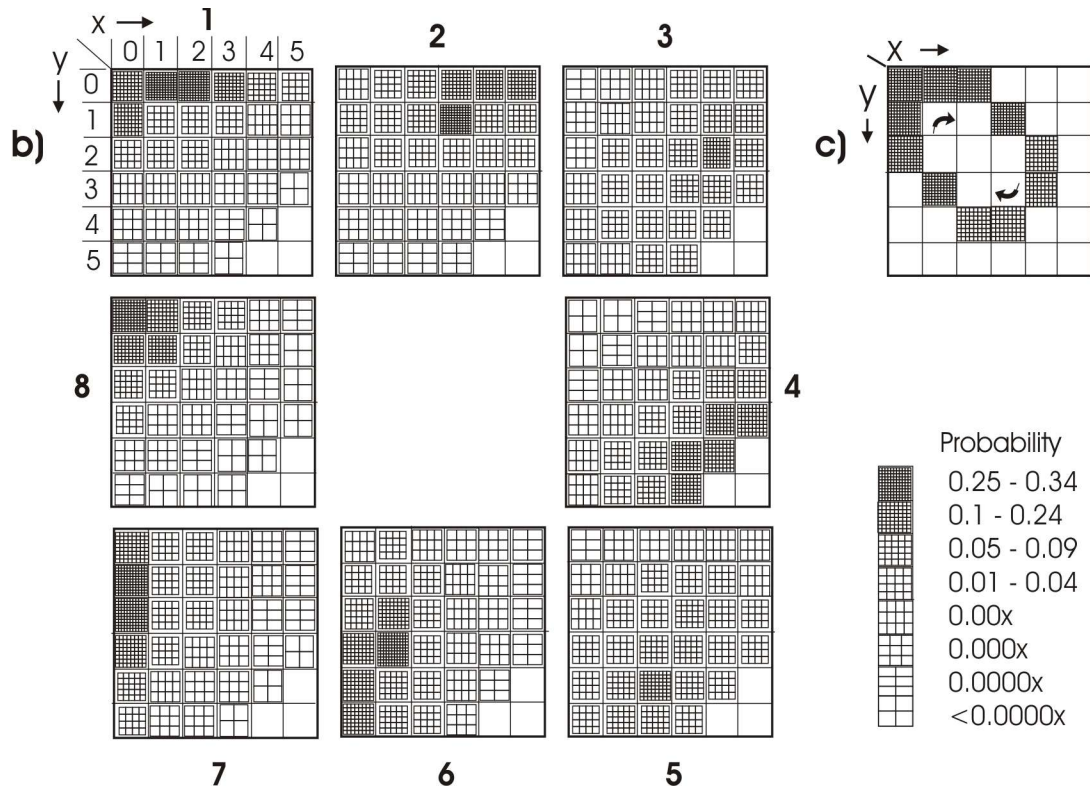 x → 1
2
3
0 1 2 3 4 5
y
0
1
2
3
4
5
b)
x →
y
c)
8
4
Probability
0.25 - 0.34
0.1 - 0.24
0.05 - 0.09
0.01 - 0.04
0.00x
0.000x
0.0000x
<0.0000x
7
6
5